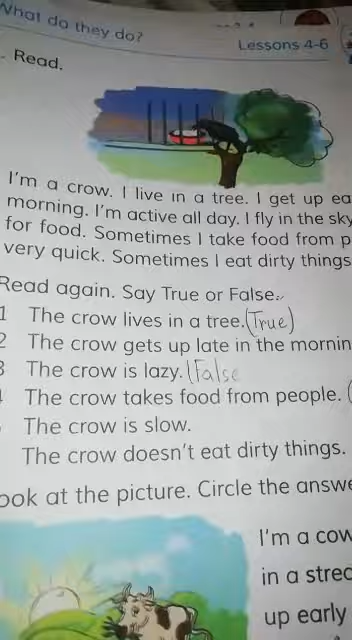 What do they do?
Lessons 4-6
Read.
I'm a crow. I live in a tree. I get up ea
morning. I'm active all day. I fly in the sky
for food. Sometimes I take food from p
very quick. Sometimes I eat dirty things
Read again. Say True or False.
1 The crow lives in a tree. (True)
2 The crow gets up late in the mornin
3 The crow is lazy. (False
The crow takes food from people. (
The crow is slow.
The crow doesn't eat dirty things.
ook at the picture. Circle the answe
I'm a cow
in a stree
up early